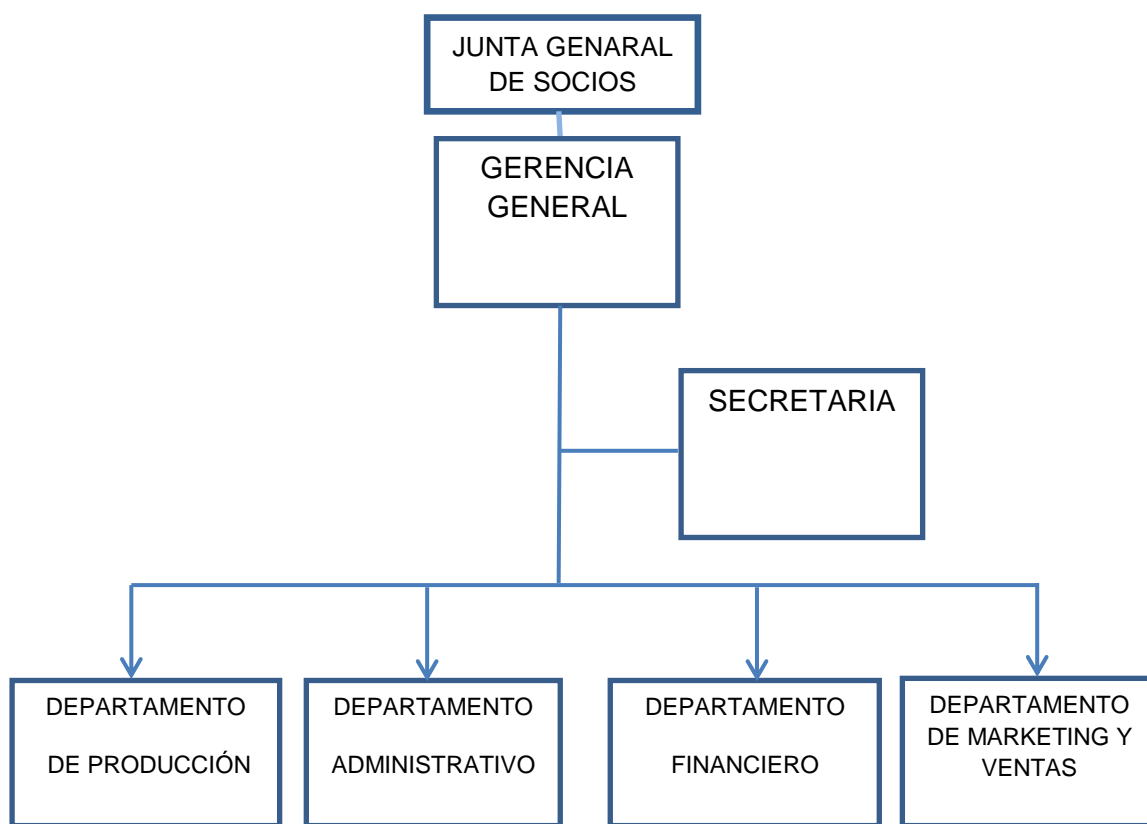 JUNTA GENARAL
DE SOCIOS
GERENCIA
GENERAL
SECRETARIA
DEPARTAMENTO
DE PRODUCCIÓN
DEPARTAMENTO
ADMINISTRATIVO
DEPARTAMENTO
FINANCIERO
DEPARTAMENTO
DE MARKETING Y
VENTAS